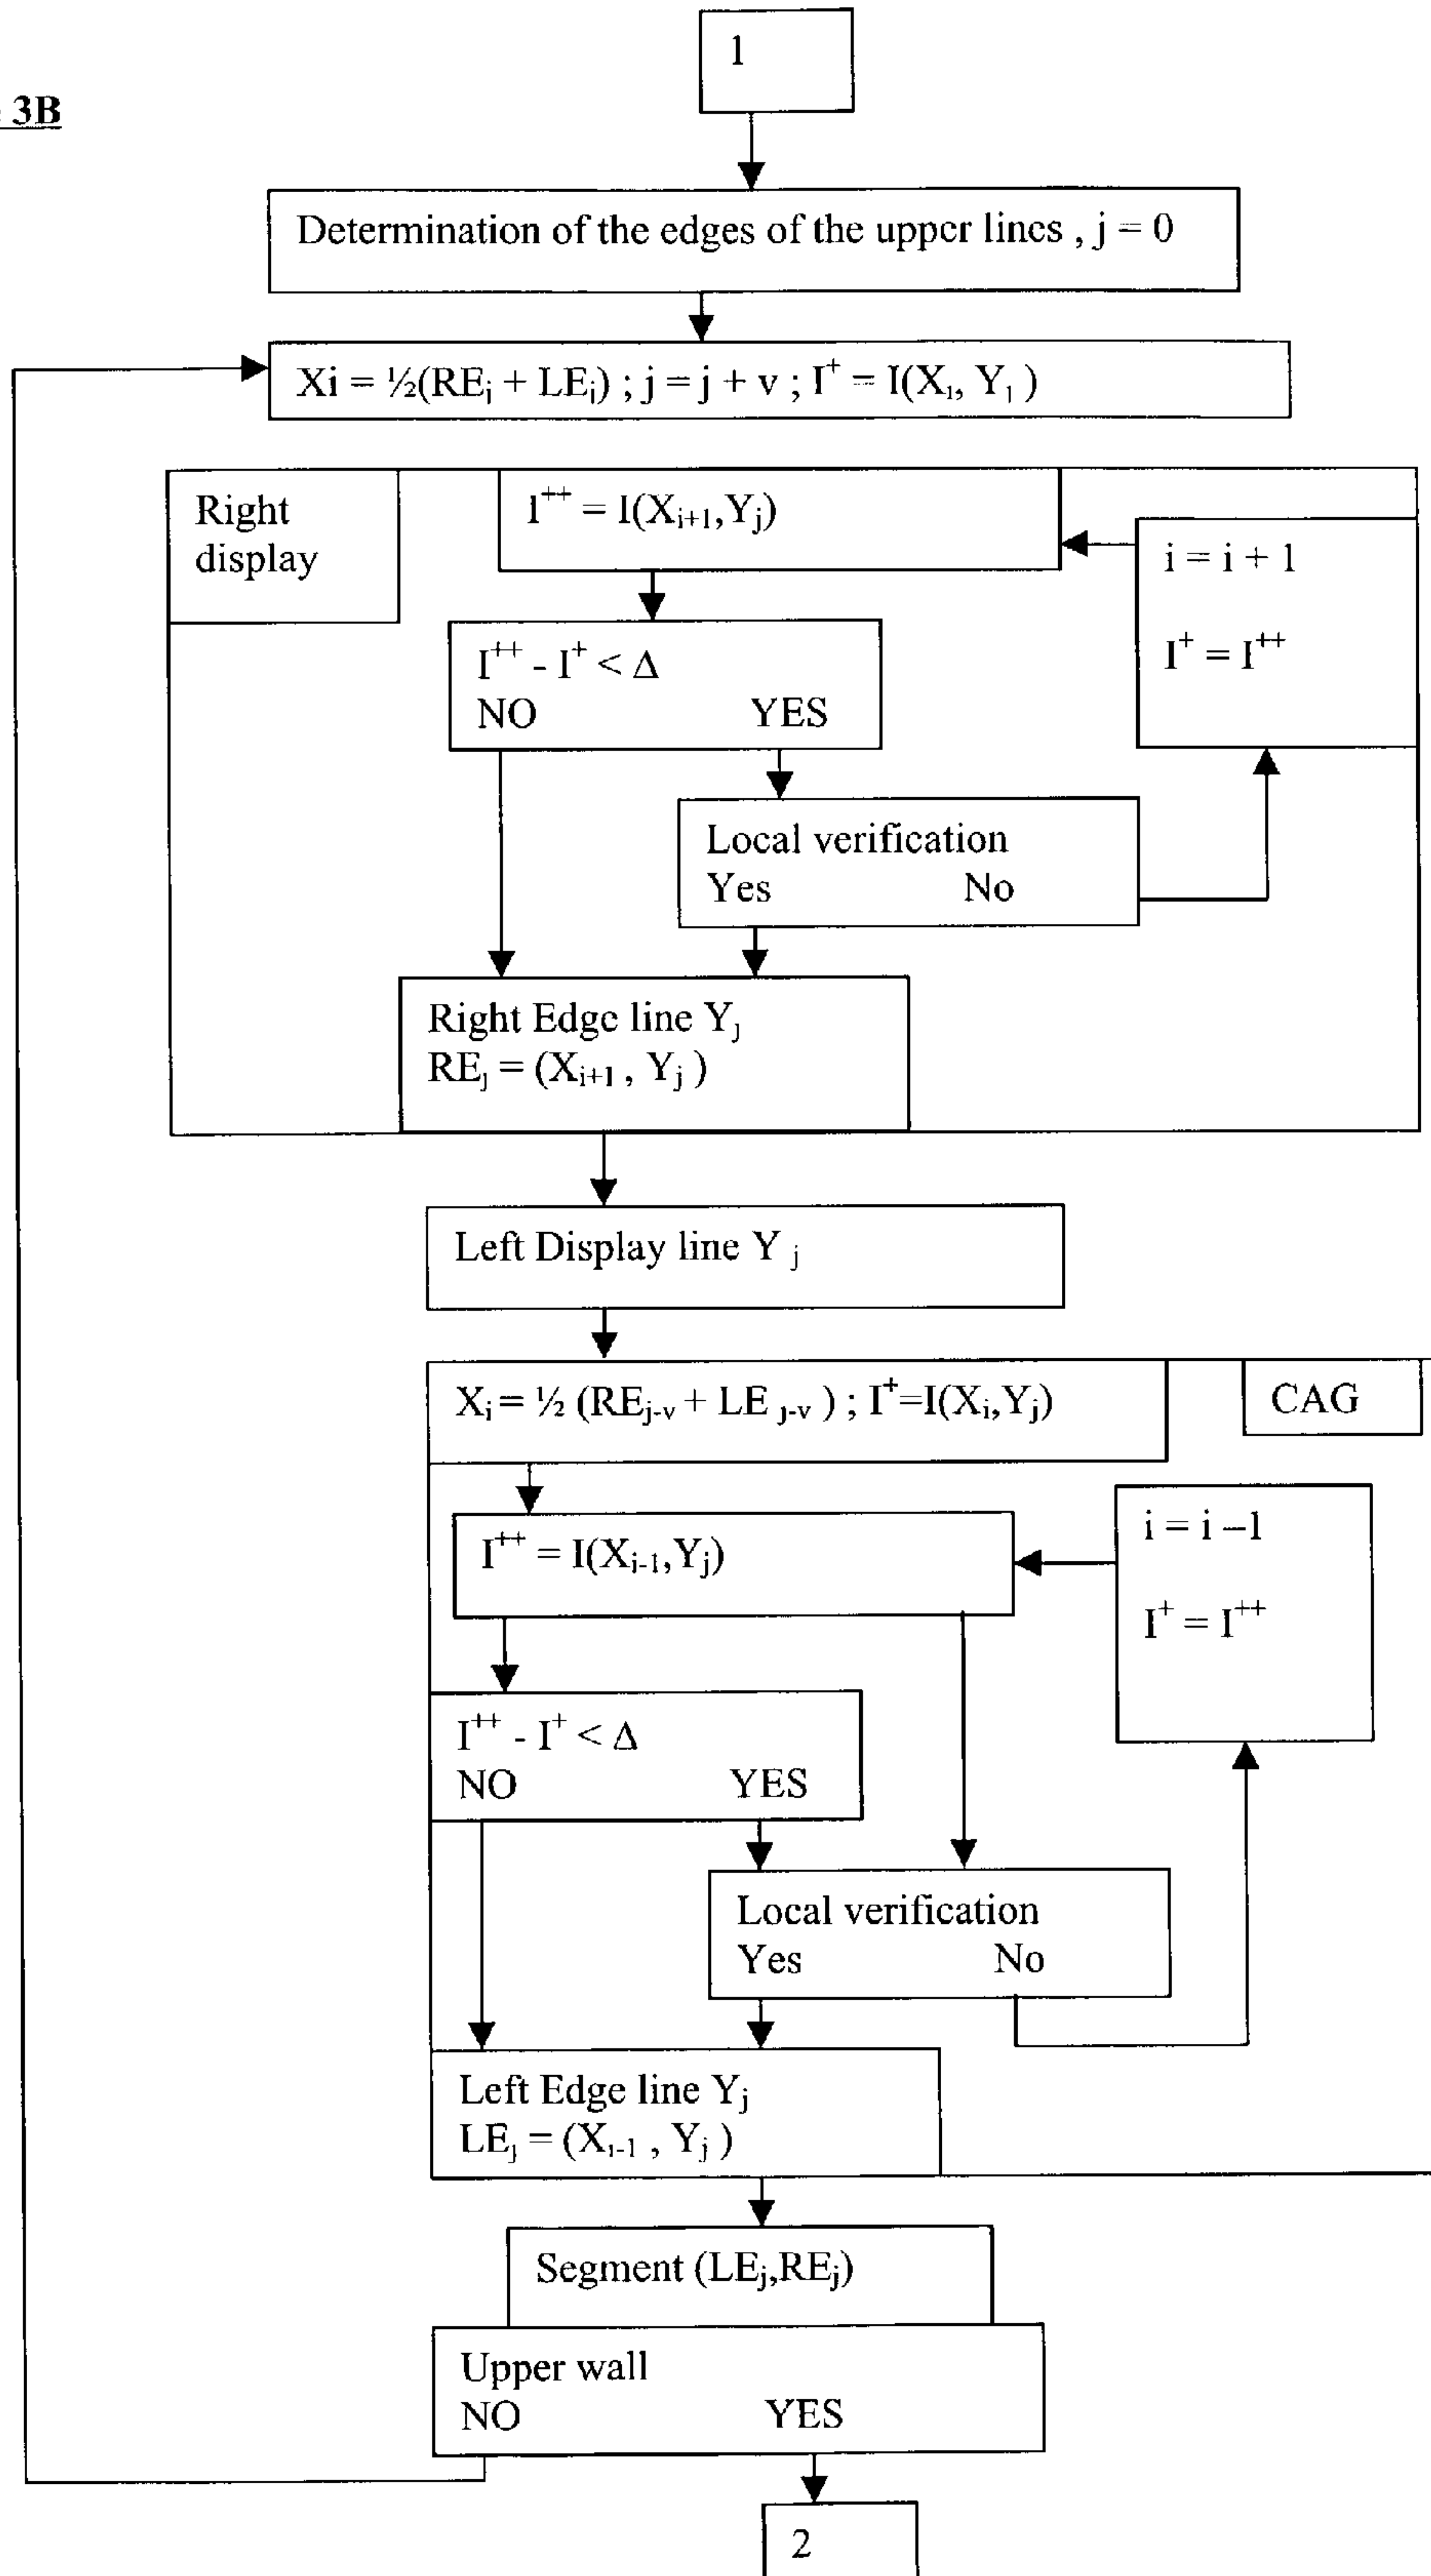 1
3B
Determination of the edges of the upper lines , j = 0
Xi = ½(REj + LEj) ; j = j + v ; I⁺ = I(Xi, Yj )
Right
display
I⁺⁺ = I(Xi+1,Yj)
i = i + 1
I⁺ = I⁺⁺
I⁺⁺ - I⁺ < Δ
NO YES
Local verification
Yes No
Right Edge line Yj
REj = (Xi+1 , Yj )
Left Display line Y j
Xi = ½ (REj-v + LE j-v ) ; I⁺=I(Xi,Yj)
CAG
I⁺⁺ = I(Xi-1,Yj)
i = i –1
I⁺ = I⁺⁺
I⁺⁺ - I⁺ < Δ
NO YES
Local verification
Yes No
Left Edge line Yj
LEj = (Xi-1 , Yj )
Segment (LEj,REj)
Upper wall
NO YES
2